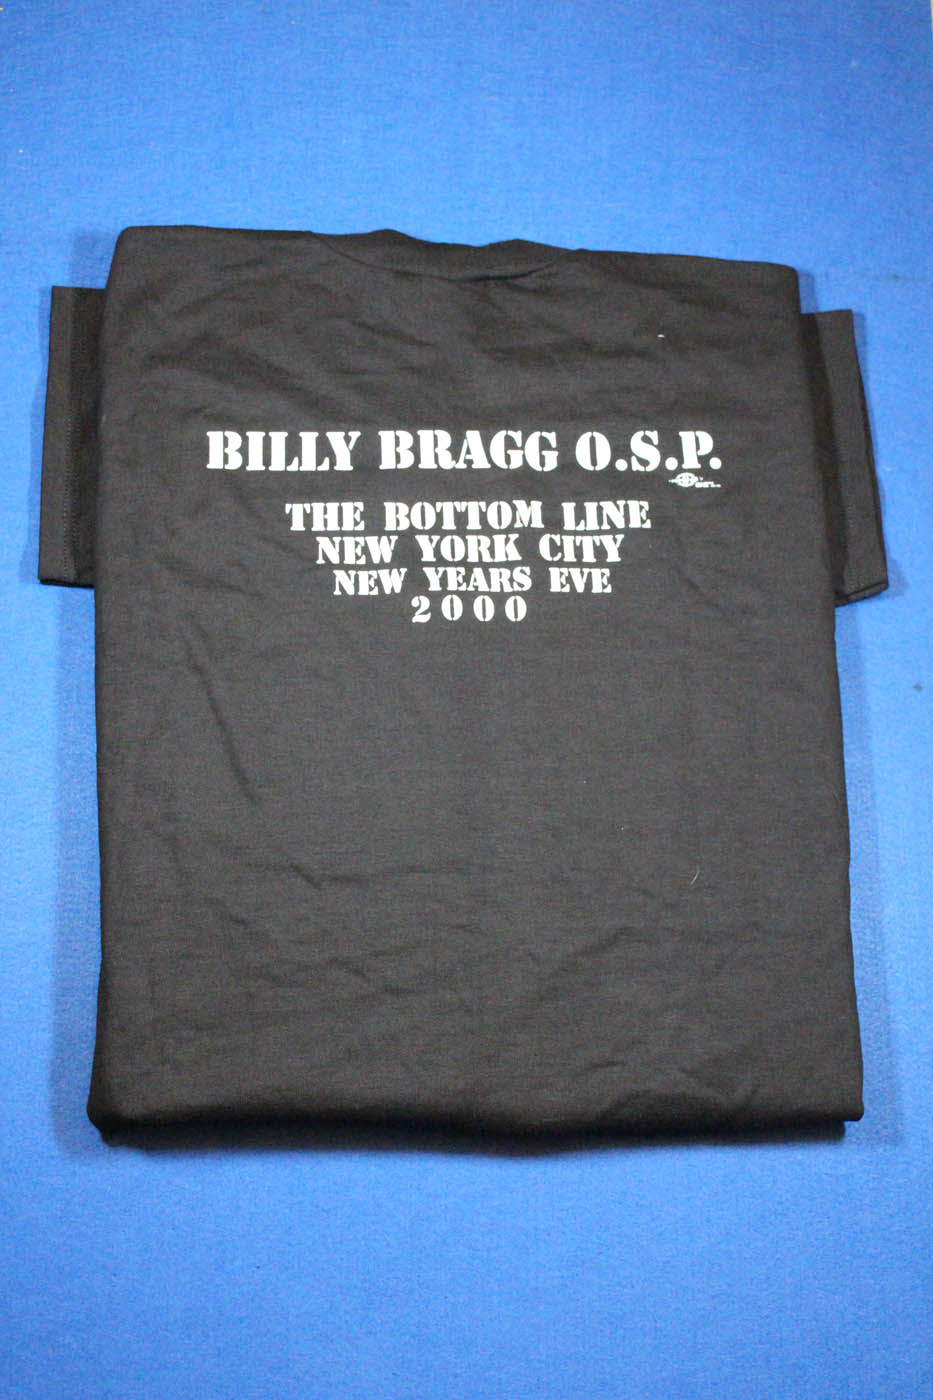 BILLY BRAGG O.S.P.
THE BOTTOM LINE
NEW YORK CITY
NEW YEARS EVE
2000